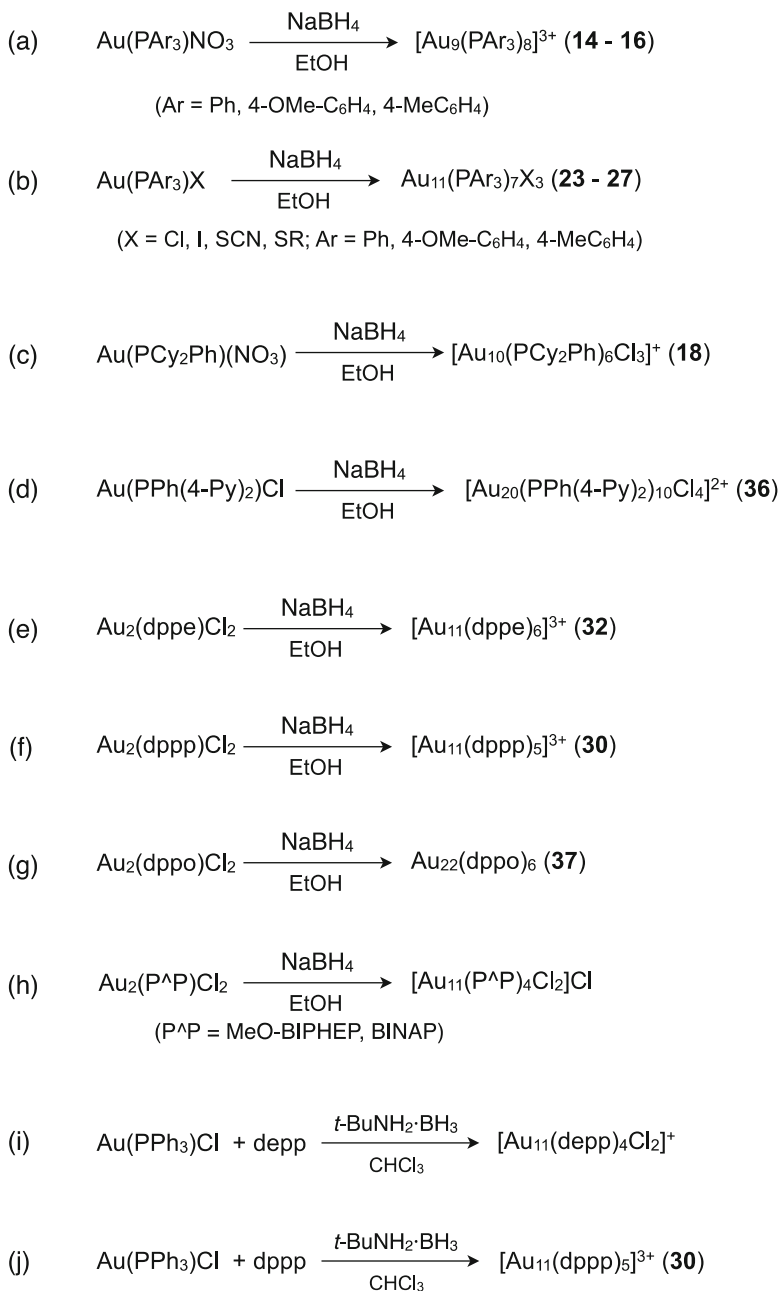 (a) Au(PAr₃)NO₃ NaBH₄ EtOH [Au₉(PAr₃)₈]³⁺ (14 - 16)
(Ar = Ph, 4-OMe-C₆H₄, 4-MeC₆H₄)
(b) Au(PAr₃)X NaBH₄ EtOH Au₁₁(PAr₃)₇X₃ (23 - 27)
(X = Cl, I, SCN, SR; Ar = Ph, 4-OMe-C₆H₄, 4-MeC₆H₄)
(c) Au(PCy₂Ph)(NO₃) NaBH₄ EtOH [Au₁₀(PCy₂Ph)₆Cl₃]⁺ (18)
(d) Au(PPh(4-Py)₂)Cl NaBH₄ EtOH [Au₂₀(PPh(4-Py)₂)₁₀Cl₄]²⁺ (36)
(e) Au₂(dppe)Cl₂ NaBH₄ EtOH [Au₁₁(dppe)₆]³⁺ (32)
(f) Au₂(dppp)Cl₂ NaBH₄ EtOH [Au₁₁(dppp)₅]³⁺ (30)
(g) Au₂(dppo)Cl₂ NaBH₄ EtOH Au₂₂(dppo)₆ (37)
(h) Au₂(P^P)Cl₂ NaBH₄ EtOH [Au₁₁(P^P)₄Cl₂]Cl
(P^P = MeO-BIPHEP, BINAP)
(i) Au(PPh₃)Cl + depp t-BuNH₂·BH₃ CHCl₃ [Au₁₁(depp)₄Cl₂]⁺
(j) Au(PPh₃)Cl + dppp t-BuNH₂·BH₃ CHCl₃ [Au₁₁(dppp)₅]³⁺ (30)